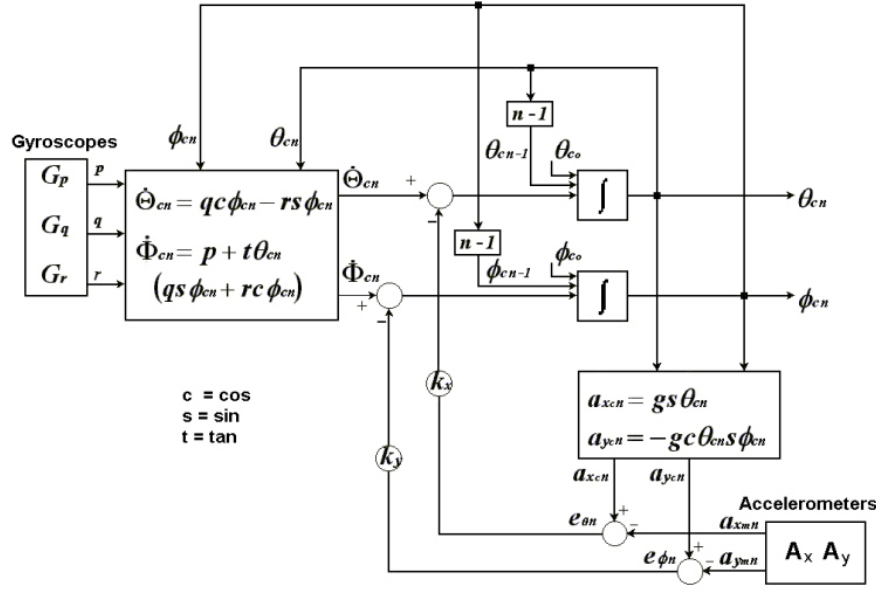 Gyroscopes
G_p p
G_q q
G_r r
ϕ_cn
θ_cn
Θ̇_cn = qcϕ_cn − rsϕ_cn
Φ̇_cn = p + tθ_cn
(qsϕ_cn + rcϕ_cn)
Θ̇_cn
+
−
Φ̇_cn
+
−
n - 1
θ_cn-1
θ_co
∫
θ_cn
n - 1
ϕ_cn-1
ϕ_co
∫
ϕ_cn
k_x
k_y
c = cos
s = sin
t = tan
a_xcn = gsθ_cn
a_ycn = −gcθ_cn sϕ_cn
a_xcn
a_ycn
Accelerometers
e_θn
+
−
a_xmn
A_x A_y
e_ϕn
+
−
a_ymn